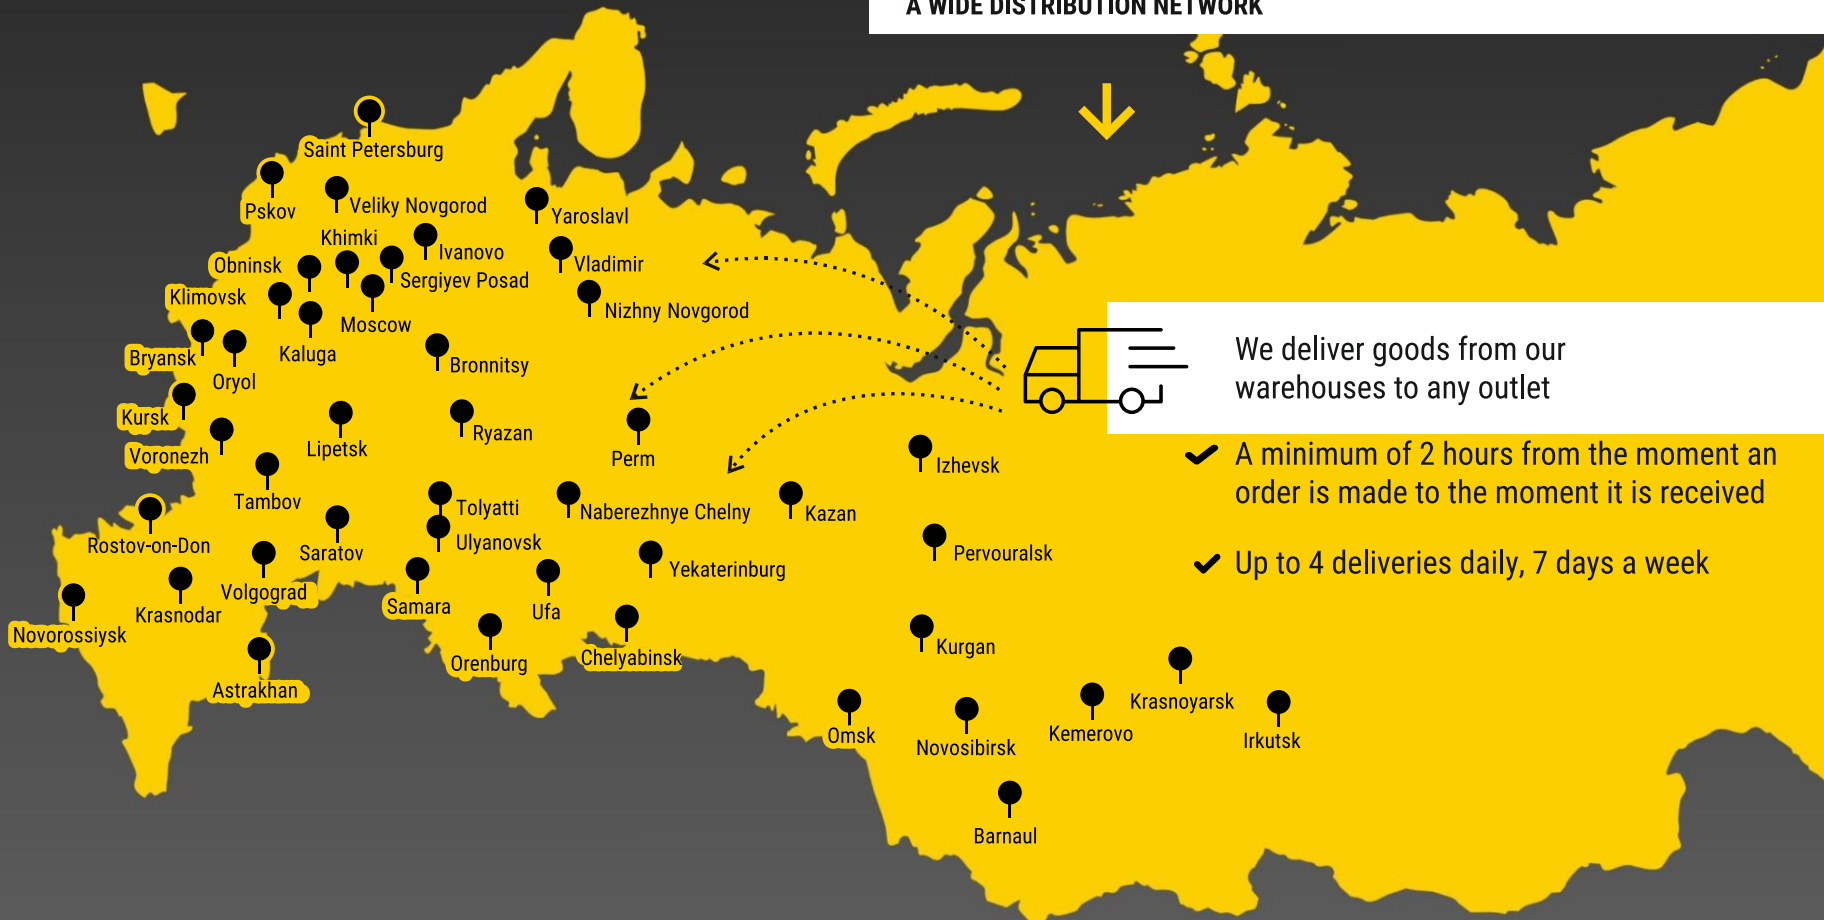 A WIDE DISTRIBUTION NETWORK
Saint Petersburg
Pskov
Veliky Novgorod
Yaroslavl
Khimki
Ivanovo
Obninsk
Vladimir
Sergiyev Posad
Klimovsk
Nizhny Novgorod
Moscow
Kaluga
Bryansk
Bronnitsy
Oryol
Kursk
Lipetsk
Ryazan
Voronezh
Perm
Izhevsk
Tambov
Tolyatti
Naberezhnye Chelny
Kazan
Rostov-on-Don
Saratov
Ulyanovsk
Pervouralsk
Yekaterinburg
Volgograd
Krasnodar
Samara
Ufa
Novorossiysk
Kurgan
Orenburg
Chelyabinsk
Astrakhan
Krasnoyarsk
Omsk
Novosibirsk
Kemerovo
Irkutsk
Barnaul
We deliver goods from our
warehouses to any outlet
A minimum of 2 hours from the moment an
order is made to the moment it is received
Up to 4 deliveries daily, 7 days a week